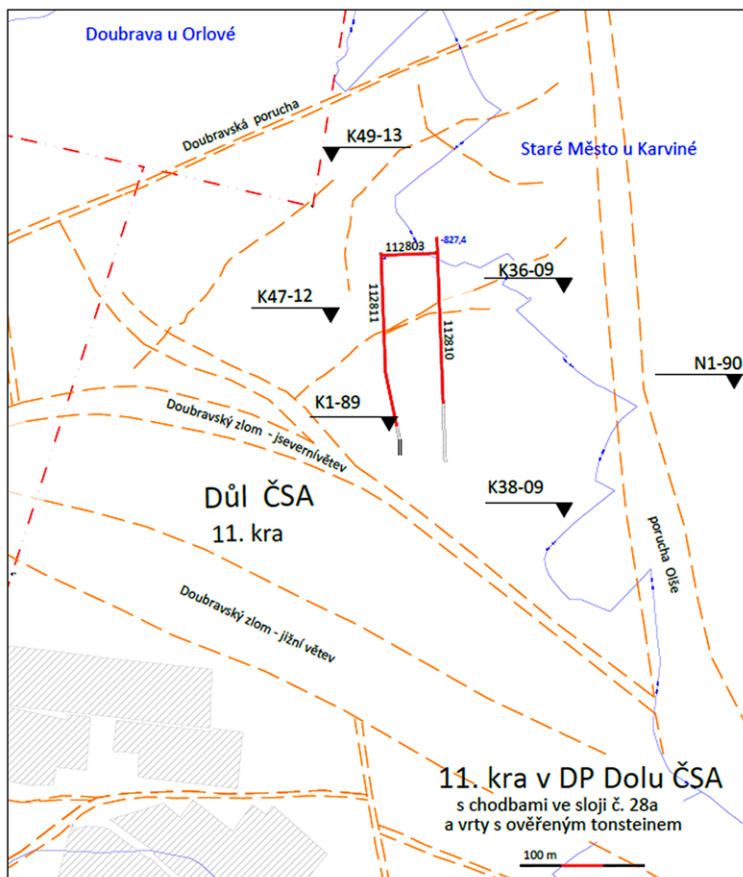 Doubrava u Orlové
Doubravská porucha
K49-13
Staré Město u Karviné
-827,4
112803
K36-09
K47-12
112811
112810
N1-90
K1-89
Doubravský zlom - jsevernívětev
K38-09
Důl ČSA
11. kra
porucha Olše
Doubravský zlom - jižní větev
11. kra v DP Dolu ČSA
s chodbami ve sloji č. 28a
a vrty s ověřeným tonsteinem
100 m